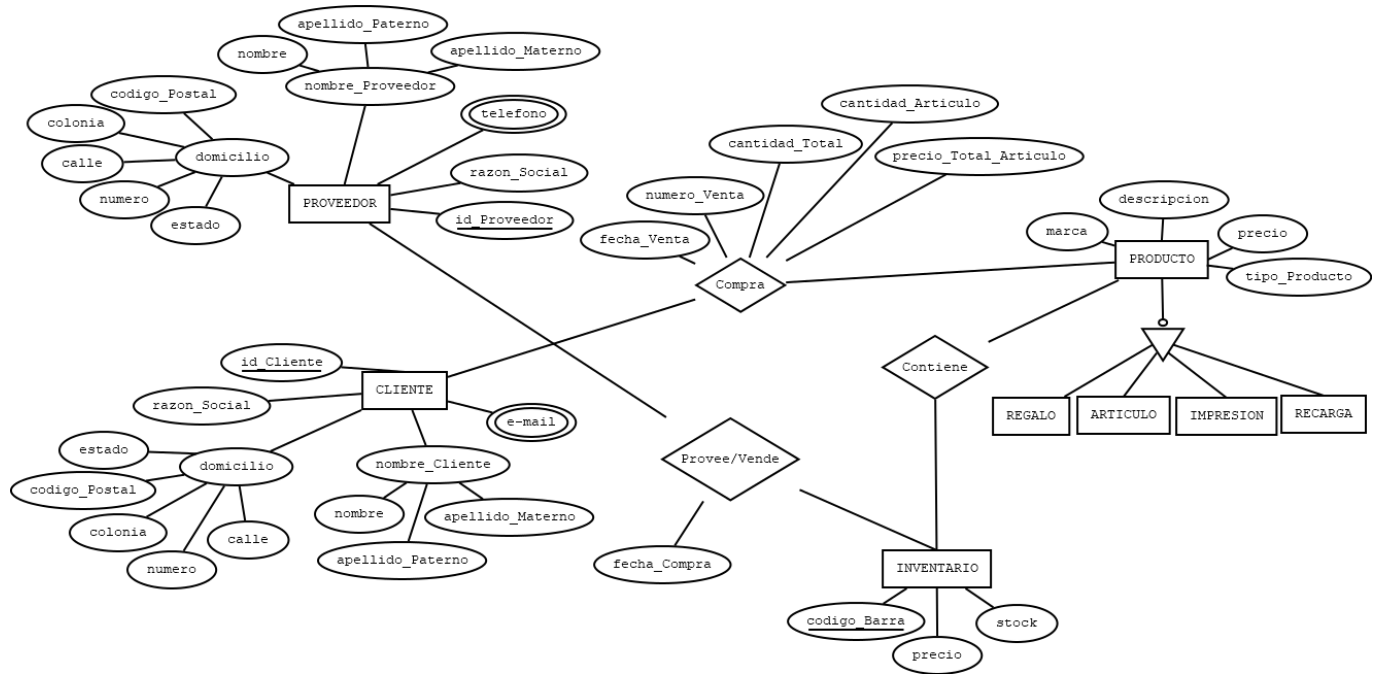 apellido_Paterno
nombre
apellido_Materno
nombre_Proveedor
codigo_Postal
telefono
colonia
domicilio
calle
razon_Social
numero
PROVEEDOR
estado
id_Proveedor
cantidad_Articulo
cantidad_Total
precio_Total_Articulo
numero_Venta
fecha_Venta
Compra
descripcion
marca
precio
PRODUCTO
tipo_Producto
Contiene
REGALO
ARTICULO
IMPRESION
RECARGA
id_Cliente
CLIENTE
razon_Social
e-mail
estado
domicilio
nombre_Cliente
codigo_Postal
nombre
apellido_Materno
colonia
calle
numero
apellido_Paterno
Provee/Vende
fecha_Compra
INVENTARIO
codigo_Barra
stock
precio